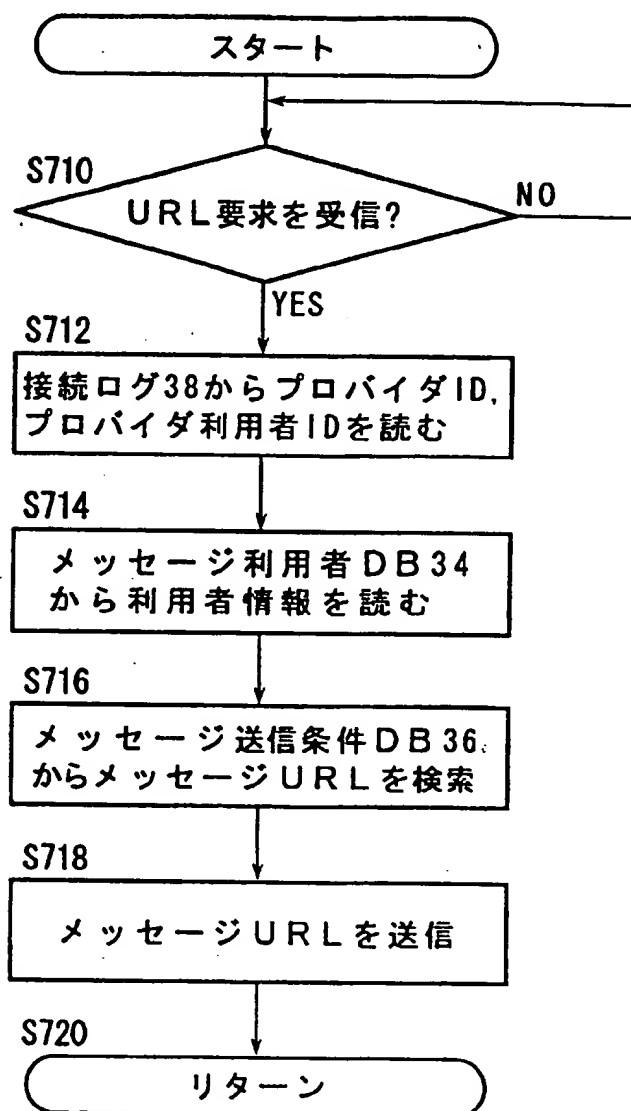 スタート
S710
URL要求を受信?
NO
YES
S712
接続ログ38からプロバイダID,
プロバイダ利用者IDを読む
S714
メッセージ利用者DB34
から利用者情報を読む
S716
メッセージ送信条件DB36
からメッセージURLを検索
S718
メッセージURLを送信
S720
リターン